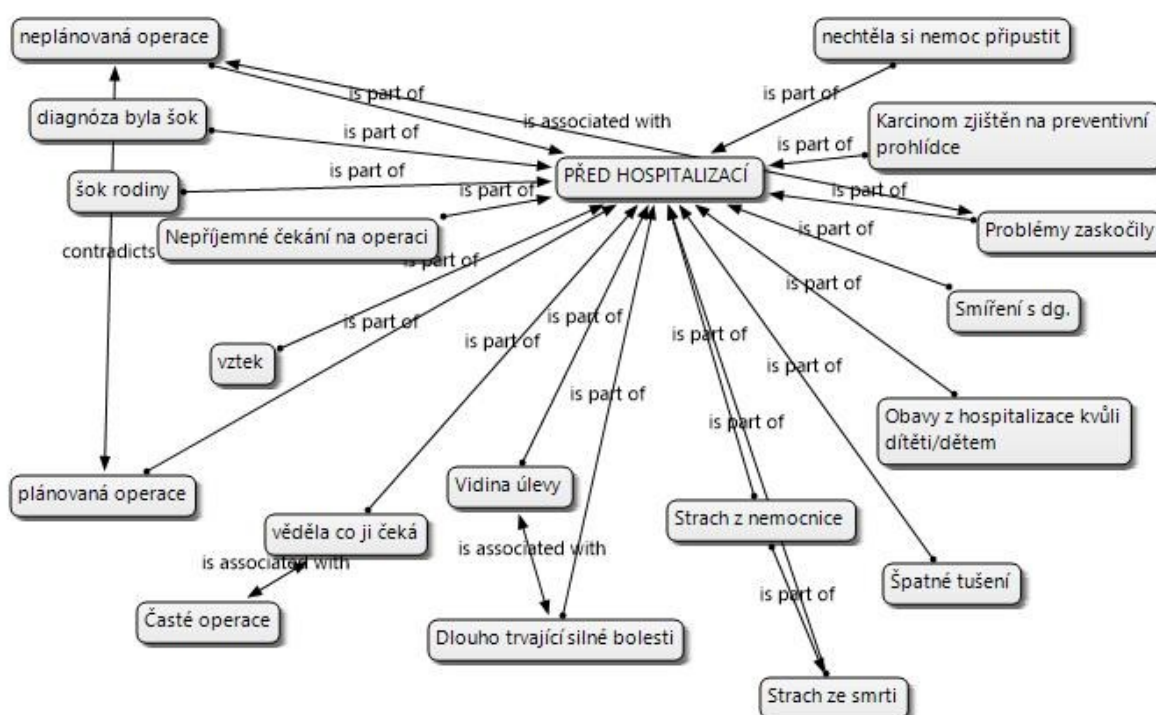 neplánovaná operace
nechtěla si nemoc připustit
is part of
is part of
diagnóza byla šok
is associated with
Karcinom zjištěn na preventivní
prohlídce
is part of
is part of
PŘED HOSPITALIZACÍ
is part of
šok rodiny
is part of
is part of
Nepříjemné čekání na operaci
Problémy zaskočily
is part of
contradicts
is part of
Smíření s dg.
is part of
is part of
is part of
is part of
vztek
is part of
is part of
is part of
Obavy z hospitalizace kvůli
dítěti/dětem
plánovaná operace
Vidina úlevy
Strach z nemocnice
věděla co ji čeká
is associated with
is associated with
Špatné tušení
is part of
Časté operace
Dlouho trvající silné bolesti
Strach ze smrti